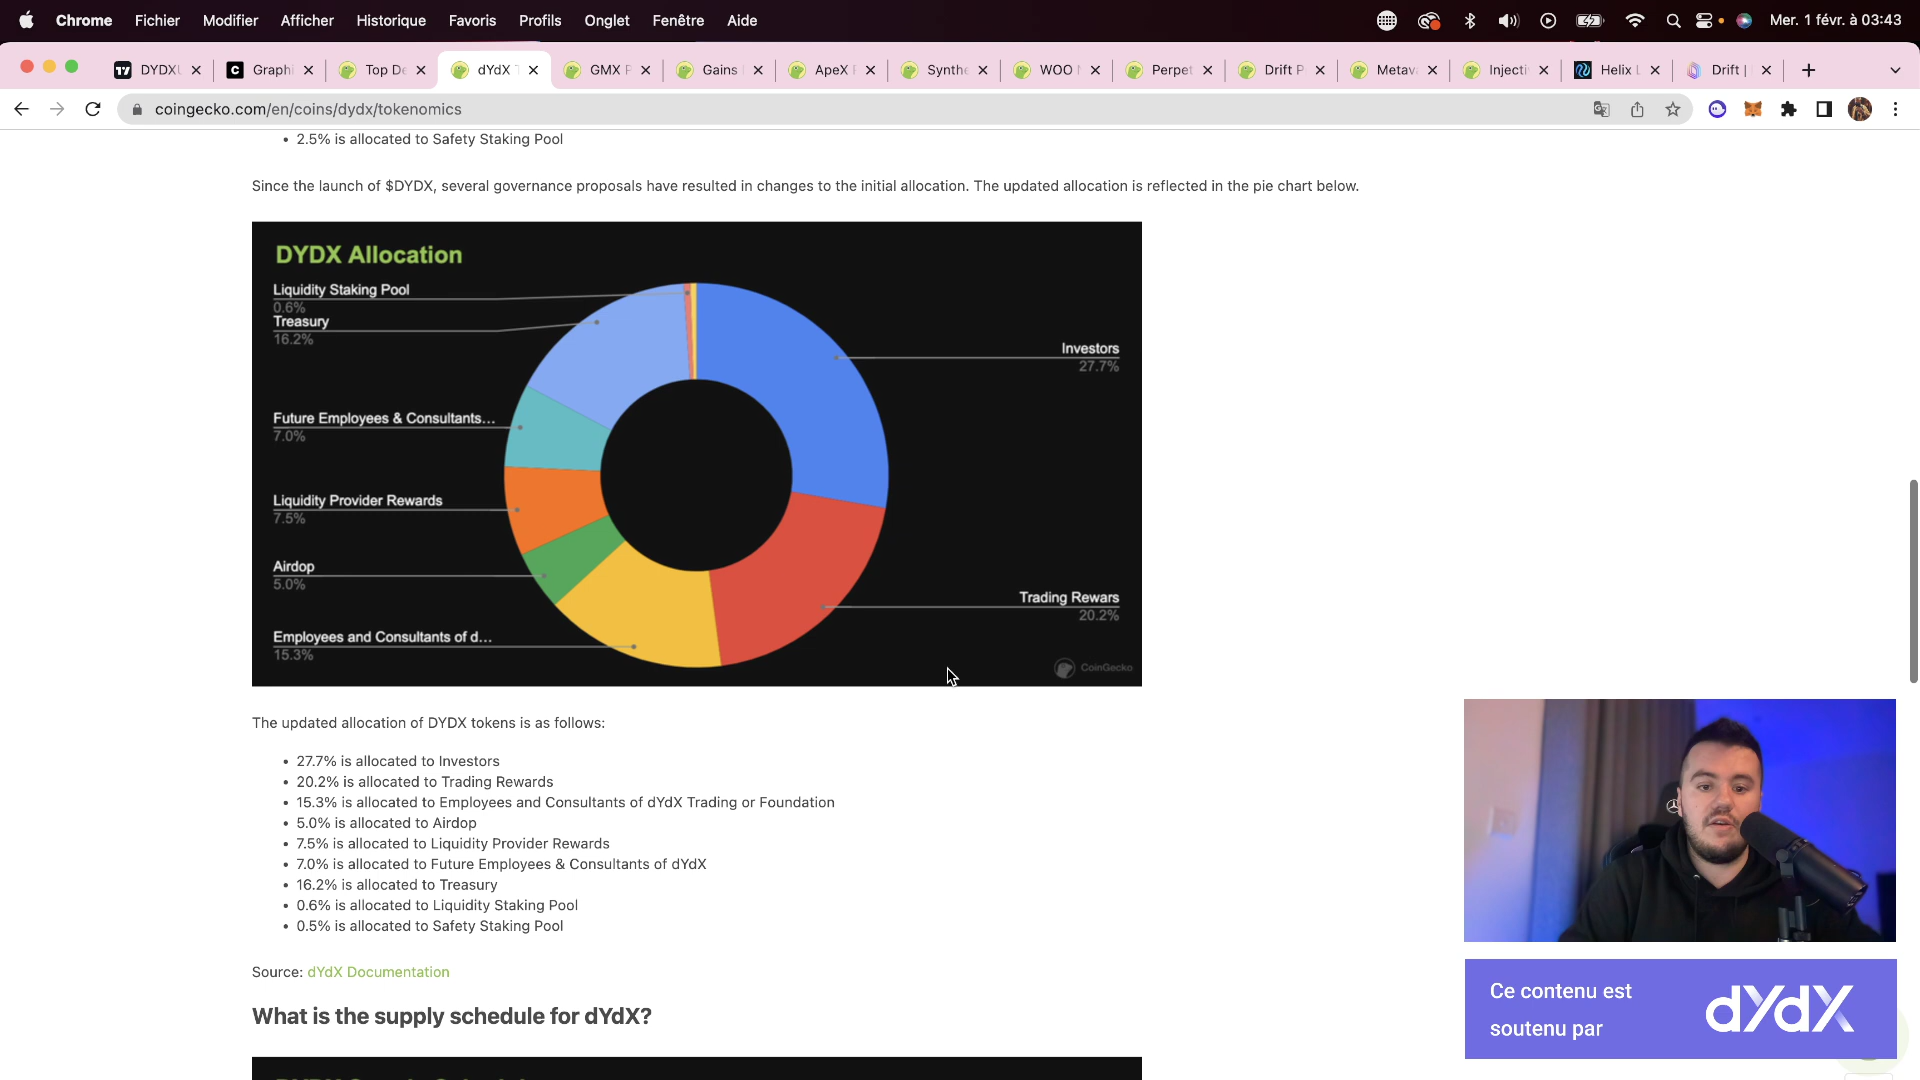 Chrome Fichier Modifier Afficher Historique Favoris Profils Onglet Fenêtre Aide Mer. 1 févr. à 03:43
DYDXU Graphi Top De dYdX T GMX P Gains ApeX F Synthe WOO N Perpet Drift P Metava Injecti Helix L Drift |
coingecko.com/en/coins/dydx/tokenomics
• 2.5% is allocated to Safety Staking Pool
Since the launch of $DYDX, several governance proposals have resulted in changes to the initial allocation. The updated allocation is reflected in the pie chart below.
DYDX Allocation
Liquidity Staking Pool
0.6%
Treasury
16.2%
Investors
27.7%
Future Employees & Consultants...
7.0%
Liquidity Provider Rewards
7.5%
Airdop
5.0%
Trading Rewars
20.2%
Employees and Consultants of d...
15.3%
CoinGecko
The updated allocation of DYDX tokens is as follows:
• 27.7% is allocated to Investors
• 20.2% is allocated to Trading Rewards
• 15.3% is allocated to Employees and Consultants of dYdX Trading or Foundation
• 5.0% is allocated to Airdop
• 7.5% is allocated to Liquidity Provider Rewards
• 7.0% is allocated to Future Employees & Consultants of dYdX
• 16.2% is allocated to Treasury
• 0.6% is allocated to Liquidity Staking Pool
• 0.5% is allocated to Safety Staking Pool
Source: dYdX Documentation
What is the supply schedule for dYdX?
Ce contenu est
soutenu par
dYdX